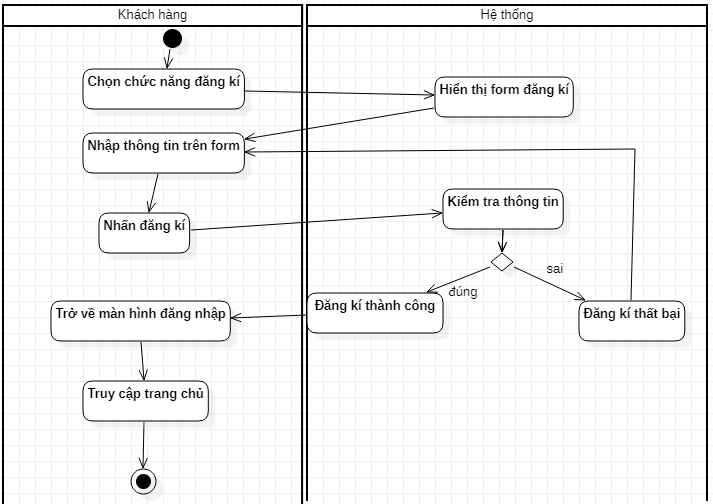 Khách hàng
Hệ thống
Chọn chức năng đăng kí
Hiển thị form đăng kí
Nhập thông tin trên form
Kiểm tra thông tin
Nhấn đăng kí
sai
đúng
Đăng kí thành công
Đăng kí thất bại
Trở về màn hình đăng nhập
Truy cập trang chủ